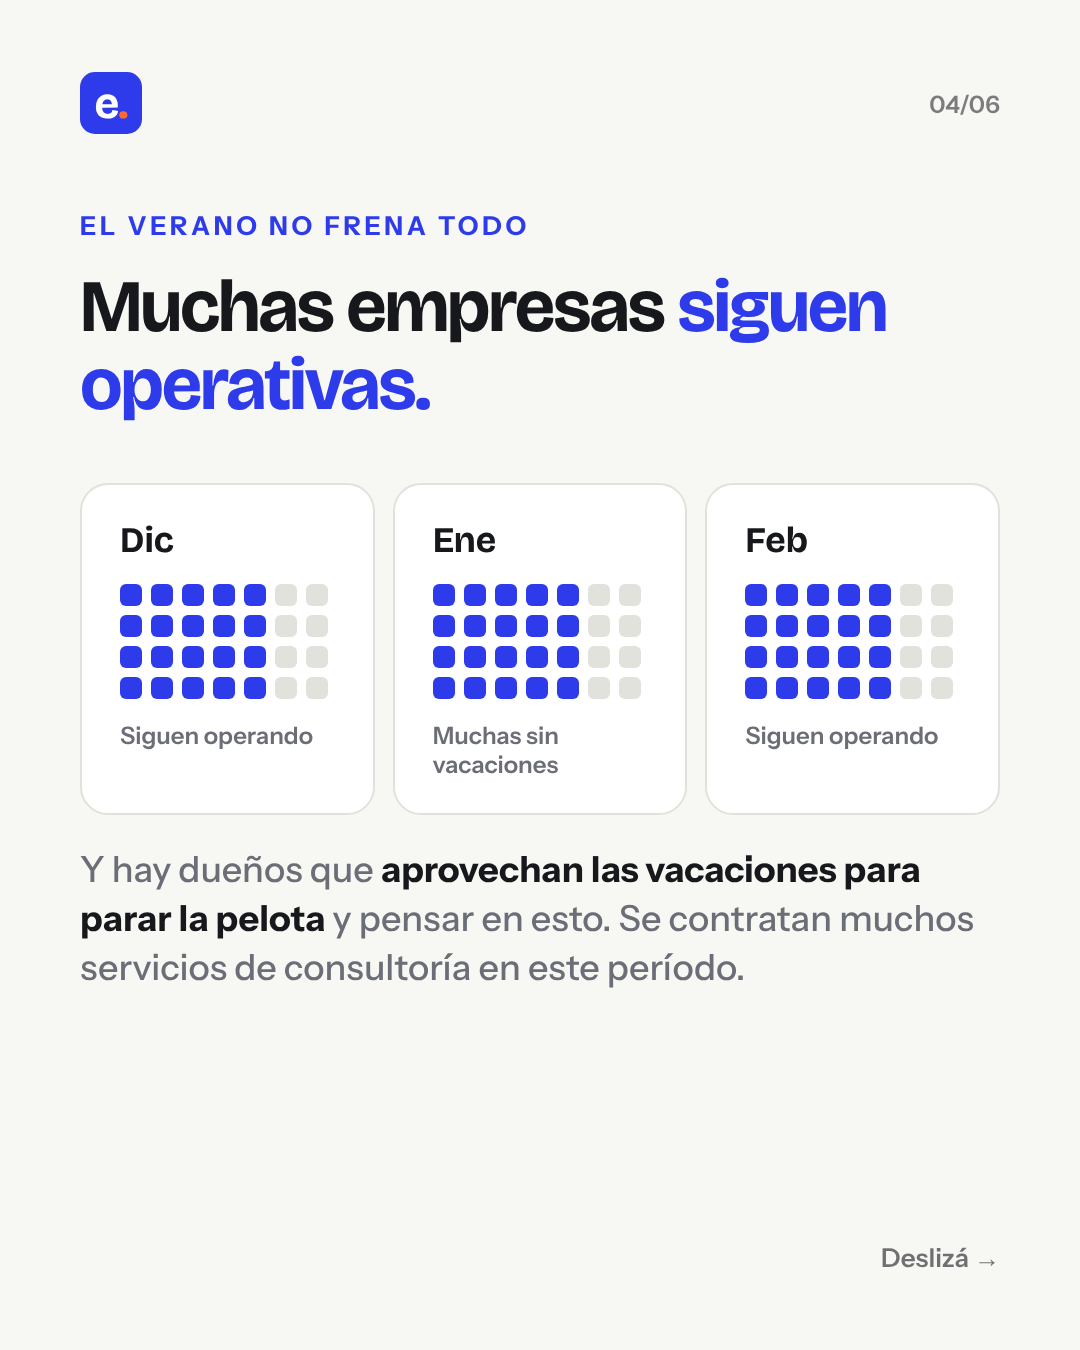 e.
04/06
EL VERANO NO FRENA TODO
Muchas empresas siguen
operativas.
Dic
Siguen operando
Ene
Muchas sin
vacaciones
Feb
Siguen operando
Y hay dueños que aprovechan las vacaciones para
parar la pelota y pensar en esto. Se contratan muchos
servicios de consultoría en este período.
Deslizá →